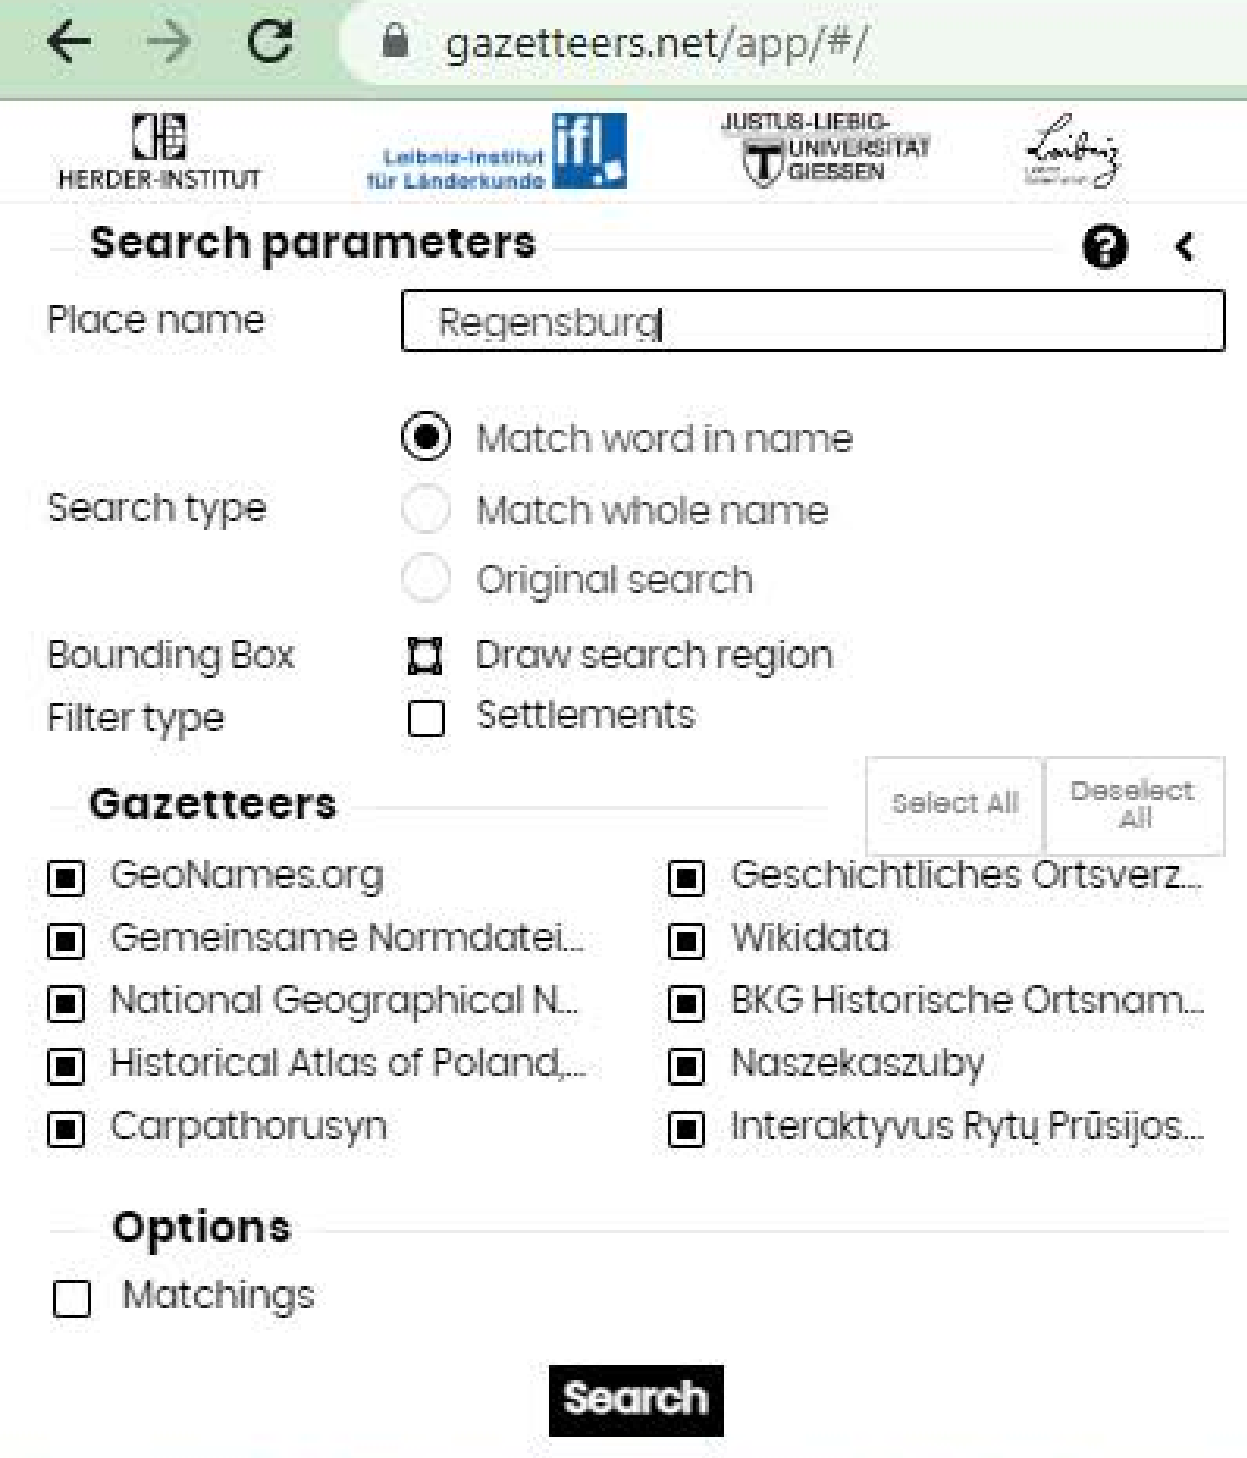 gazetteers.net/app/#/
HERDER-INSTITUT
Leibniz-Institut
für Länderkunde
ifl
JUSTUS-LIEBIG-
UNIVERSITÄT
GIESSEN
Leibniz
Search parameters
Place name
Regensburg
Match word in name
Search type
Match whole name
Original search
Bounding Box
Draw search region
Filter type
Settlements
Gazetteers
Select All
Deselect
All
GeoNames.org
Geschichtliches Ortsverz...
Gemeinsame Normdatei...
Wikidata
National Geographical N...
BKG Historische Ortsnam...
Historical Atlas of Poland,...
Naszekaszuby
Carpathorusyn
Interaktyvus Rytų Prūsijos...
Options
Matchings
Search